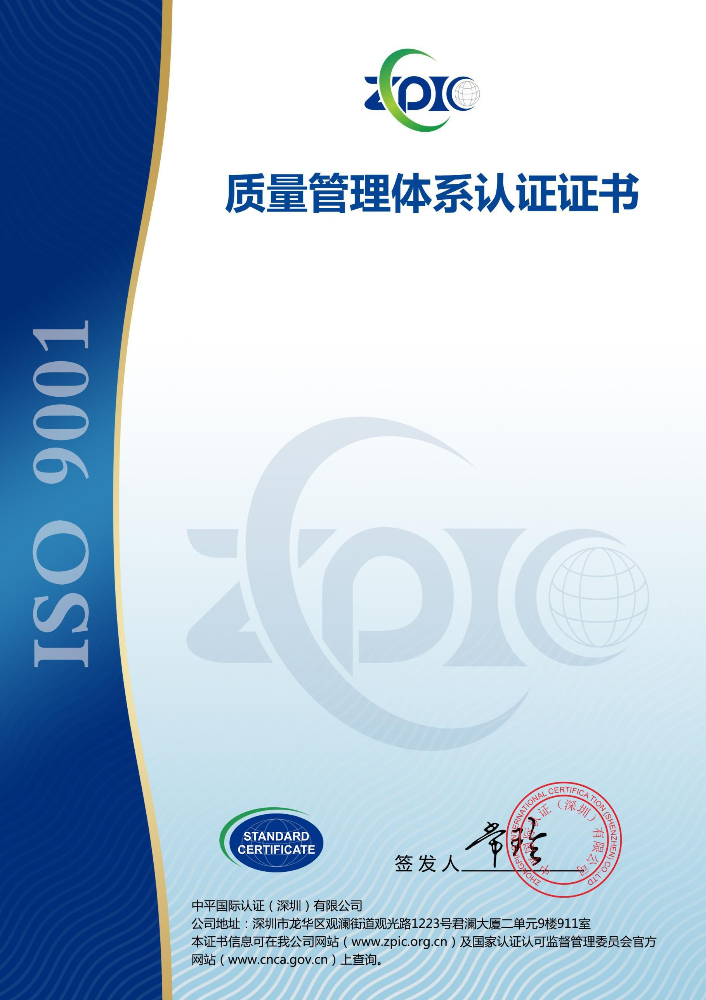 ZPIC
质量管理体系认证证书
ISO 9001
ZPIC
STANDARD
CERTIFICATE
签发人
ZHONGPING INTERNATIONAL CERTIFICATION (SHENZHEN) CO.,LTD
中平国际认证（深圳）有限公司
中平国际认证（深圳）有限公司
公司地址：深圳市龙华区观澜街道观光路1223号君澜大厦二单元9楼911室
本证书信息可在我公司网站（www.zpic.org.cn）及国家认证认可监督管理委员会官方
网站（www.cnca.gov.cn）上查询。